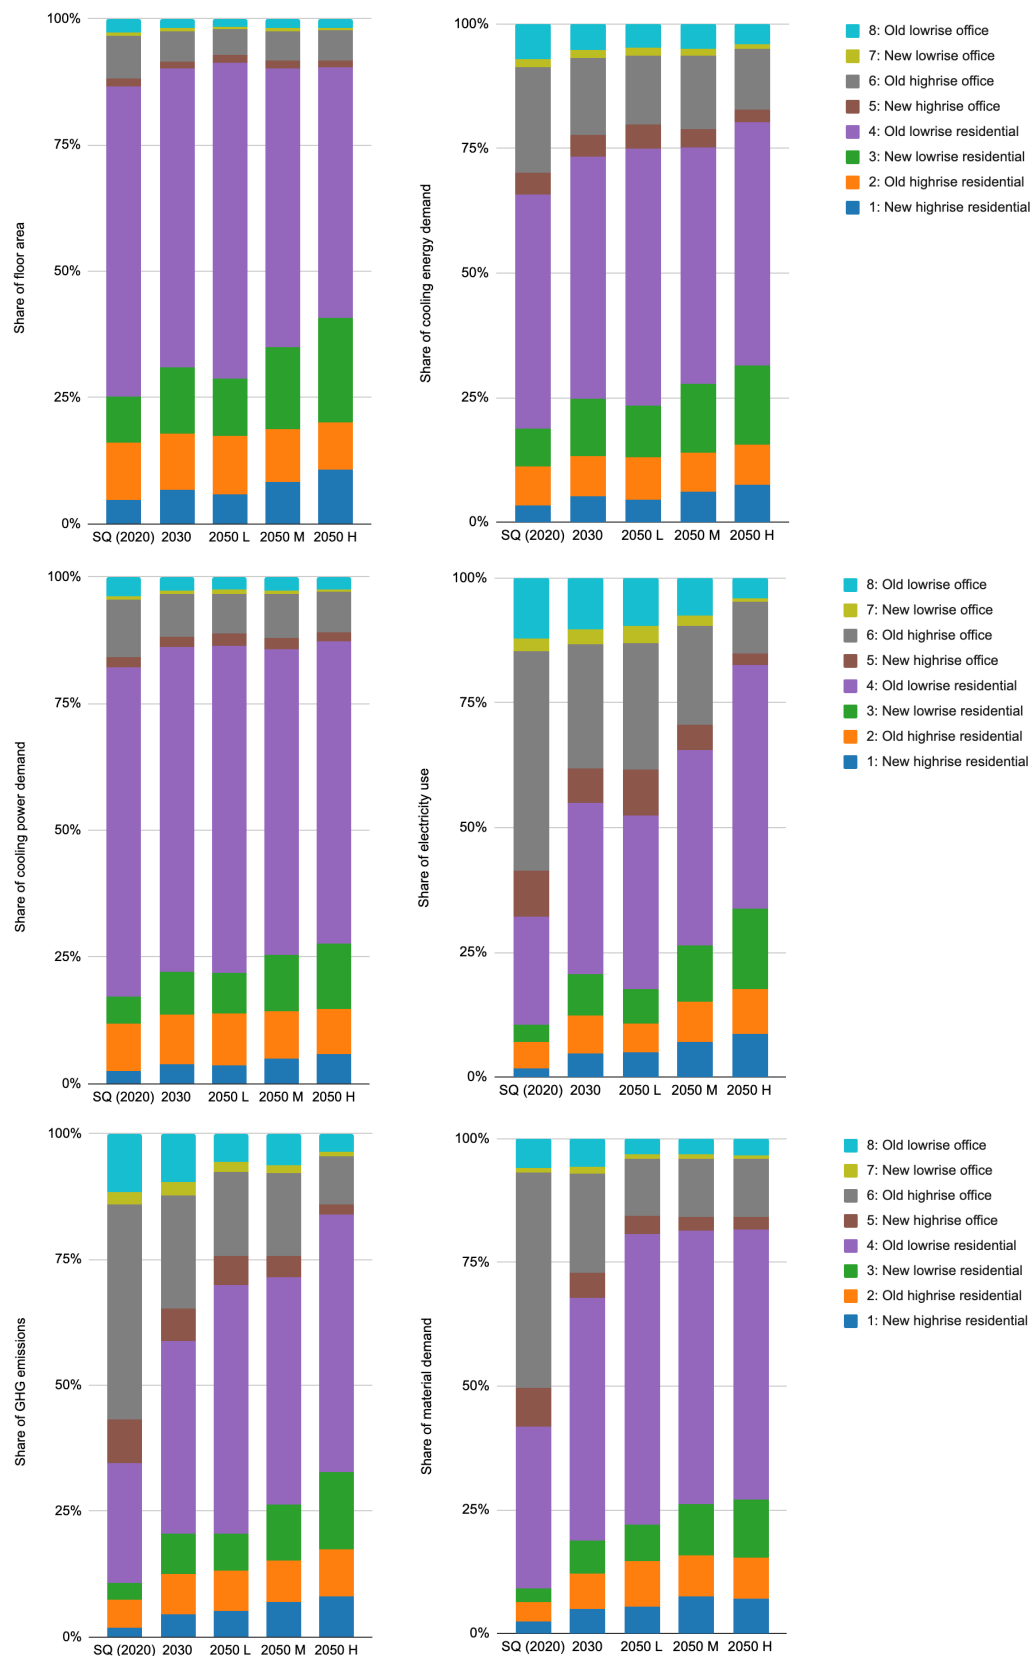 Share of floor area
100%
75%
50%
25%
0%
SQ (2020) 2030 2050 L 2050 M 2050 H
Share of cooling energy demand
100%
75%
50%
25%
0%
SQ (2020) 2030 2050 L 2050 M 2050 H
8: Old lowrise office
7: New lowrise office
6: Old highrise office
5: New highrise office
4: Old lowrise residential
3: New lowrise residential
2: Old highrise residential
1: New highrise residential
Share of cooling power demand
100%
75%
50%
25%
0%
SQ (2020) 2030 2050 L 2050 M 2050 H
Share of electricity use
100%
75%
50%
25%
0%
SQ (2020) 2030 2050 L 2050 M 2050 H
8: Old lowrise office
7: New lowrise office
6: Old highrise office
5: New highrise office
4: Old lowrise residential
3: New lowrise residential
2: Old highrise residential
1: New highrise residential
Share of GHG emissions
100%
75%
50%
25%
0%
SQ (2020) 2030 2050 L 2050 M 2050 H
Share of material demand
100%
75%
50%
25%
0%
SQ (2020) 2030 2050 L 2050 M 2050 H
8: Old lowrise office
7: New lowrise office
6: Old highrise office
5: New highrise office
4: Old lowrise residential
3: New lowrise residential
2: Old highrise residential
1: New highrise residential